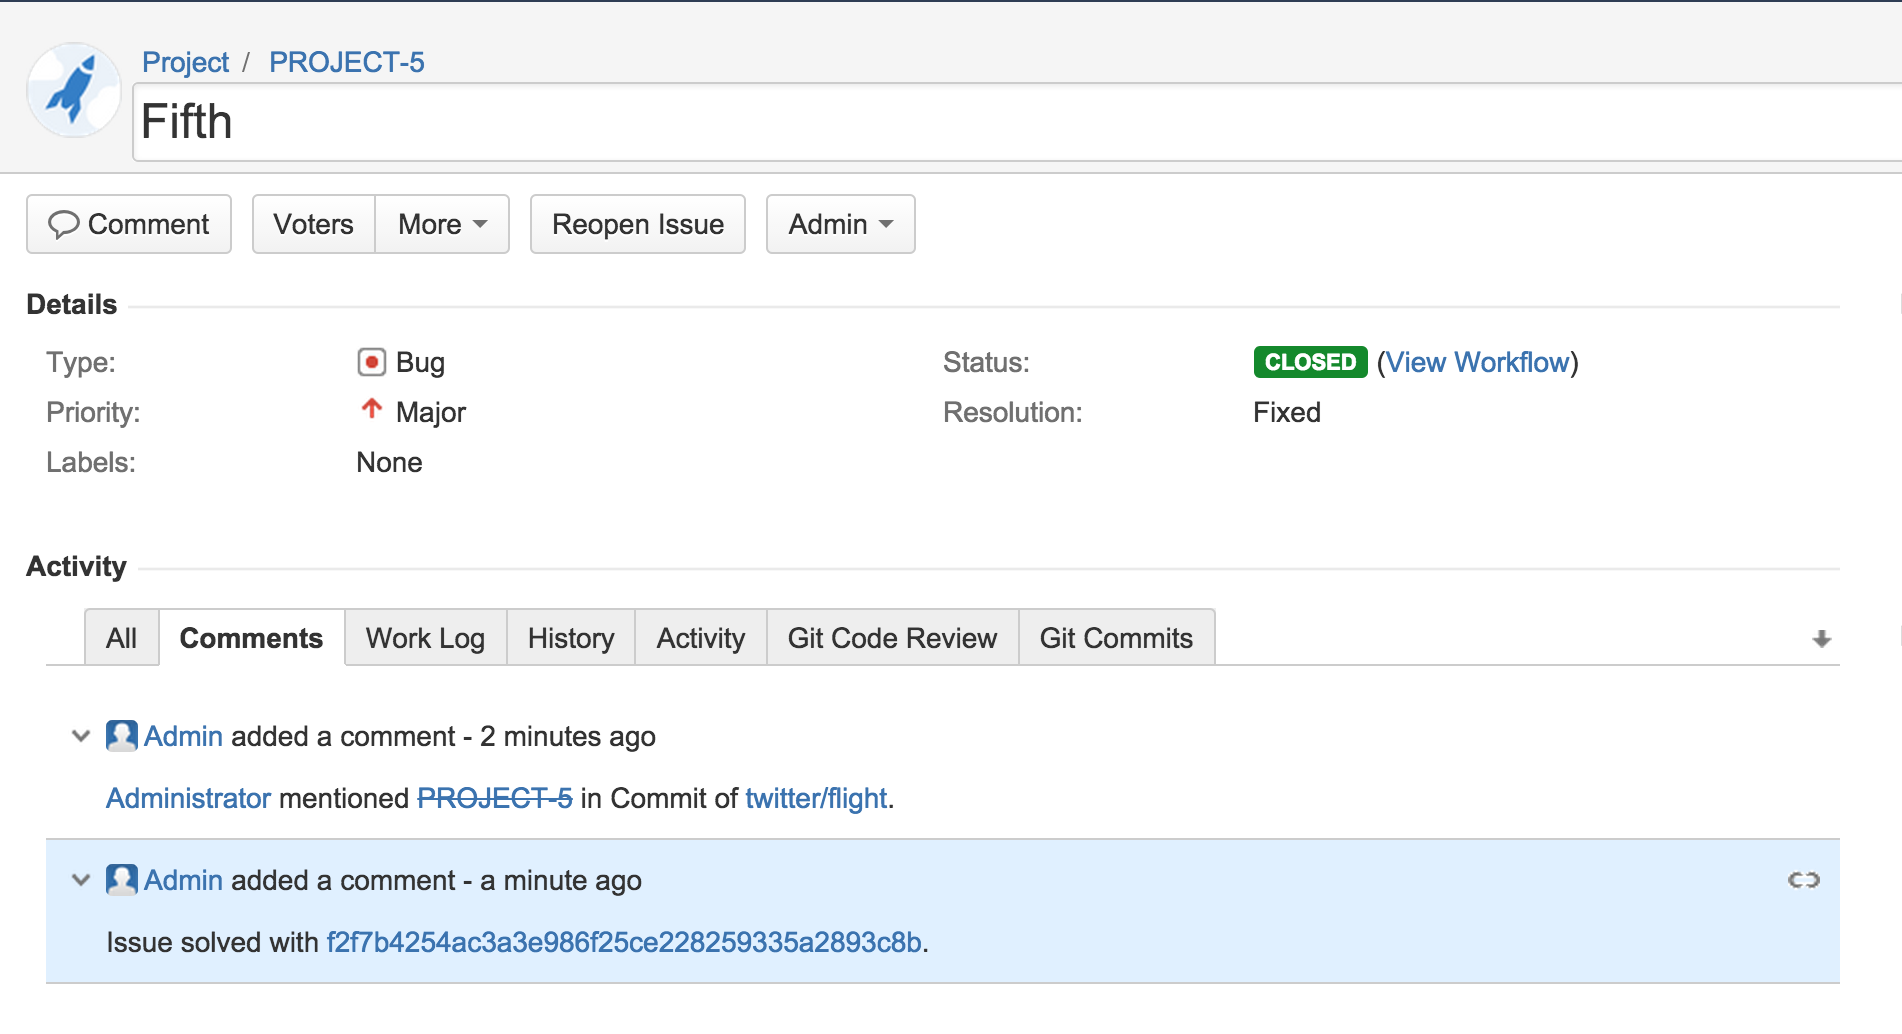 Project / PROJECT-5
Fifth
Comment Voters More Reopen Issue Admin
Details
Type: Bug Status: CLOSED (View Workflow)
Priority: Major Resolution: Fixed
Labels: None
Activity
All Comments Work Log History Activity Git Code Review Git Commits
Admin added a comment - 2 minutes ago
Administrator mentioned PROJECT-5 in Commit of twitter/flight.
Admin added a comment - a minute ago
Issue solved with f2f7b4254ac3a3e986f25ce228259335a2893c8b.